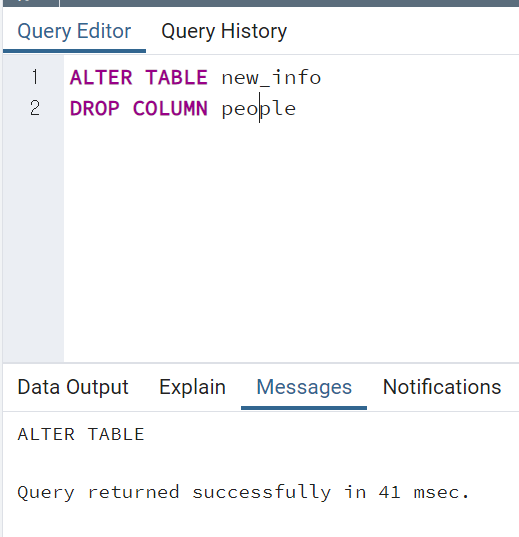 Query Editor Query History
1 ALTER TABLE new_info
2 DROP COLUMN people
Data Output Explain Messages Notifications
ALTER TABLE
Query returned successfully in 41 msec.